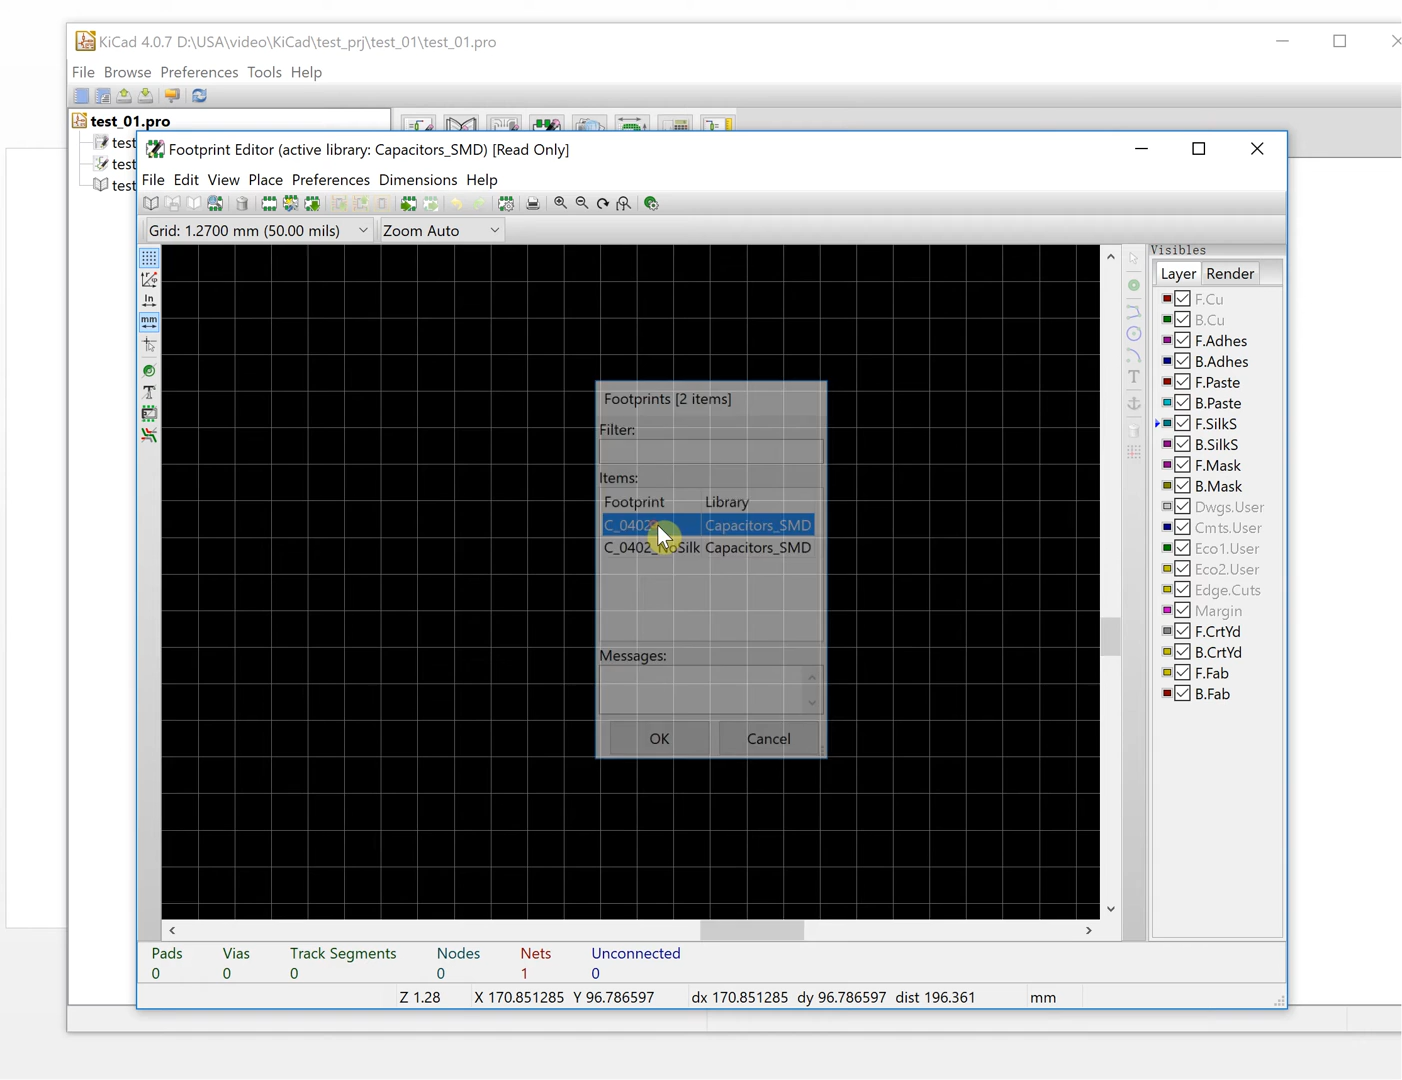 KiCad 4.0.7 D:\USA\video\KiCad\test_prj\test_01\test_01.pro
File Browse Preferences Tools Help
test_01.pro
test
test
test
Footprint Editor (active library: Capacitors_SMD) [Read Only]
File Edit View Place Preferences Dimensions Help
Grid: 1.2700 mm (50.00 mils) Zoom Auto
In
mm
Visibles
Layer Render
F.Cu
B.Cu
F.Adhes
B.Adhes
F.Paste
B.Paste
F.SilkS
B.SilkS
F.Mask
B.Mask
Dwgs.User
Cmts.User
Eco1.User
Eco2.User
Edge.Cuts
Margin
F.CrtYd
B.CrtYd
F.Fab
B.Fab
Footprints [2 items]
Filter:
Items:
Footprint Library
C_0402 Capacitors_SMD
C_0402_NoSilk Capacitors_SMD
Messages:
OK Cancel
Pads Vias Track Segments Nodes Nets Unconnected
0 0 0 0 1 0
Z 1.28 X 170.851285 Y 96.786597 dx 170.851285 dy 96.786597 dist 196.361 mm